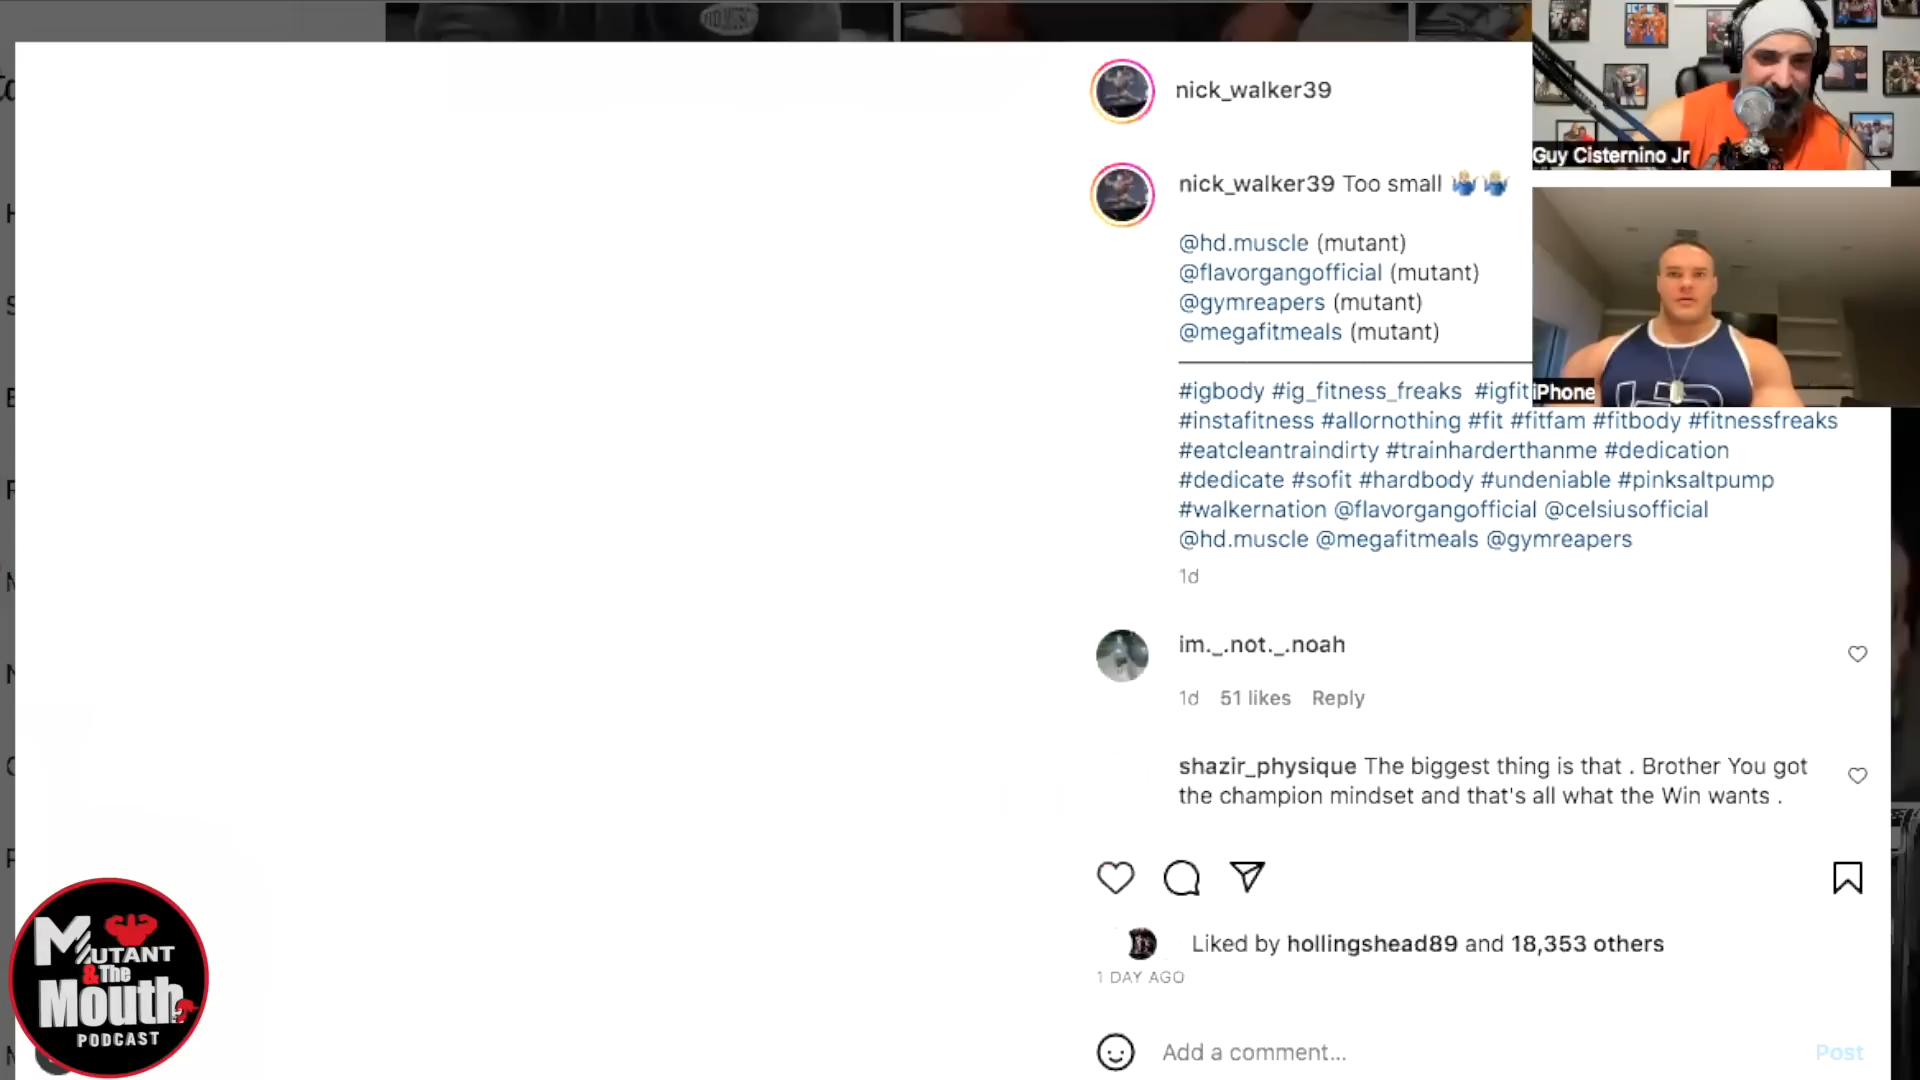 nick_walker39
Guy Cisternino Jr
nick_walker39 Too small 🤷🏼‍♂️🤷🏼‍♂️
@hd.muscle (mutant)
@flavorgangofficial (mutant)
@gymreapers (mutant)
@megafitmeals (mutant)
iPhone
#igbody #ig_fitness_freaks #igfit
#instafitness #allornothing #fit #fitfam #fitbody #fitnessfreaks
#eatcleantraindirty #trainharderthanme #dedication
#dedicate #sofit #hardbody #undeniable #pinksaltpump
#walkernation @flavorgangofficial @celsiusofficial
@hd.muscle @megafitmeals @gymreapers
1d
im._.not._.noah
1d 51 likes Reply
shazir_physique The biggest thing is that . Brother You got
the champion mindset and that's all what the Win wants .
Liked by hollingshead89 and 18,353 others
1 DAY AGO
Add a comment...
Post
MUTANT
&The
Mouth
PODCAST